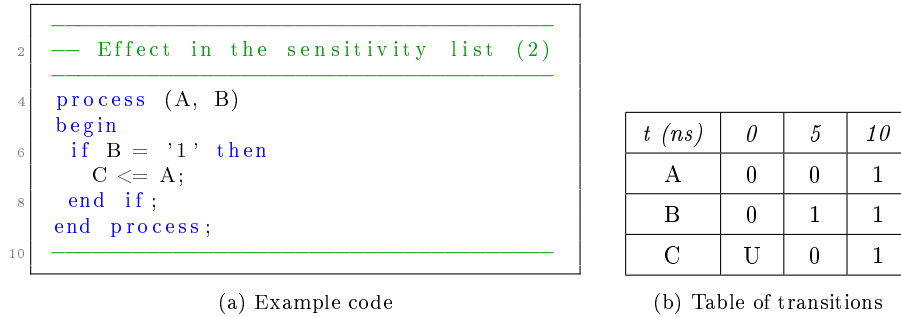 2 -- Effect in the sensitivity list (2)
4 process (A, B)
begin
6 if B = '1' then
C <= A;
8 end if;
end process;
10
(a) Example code
t (ns) 0 5 10
A 0 0 1
B 0 1 1
C U 0 1
(b) Table of transitions